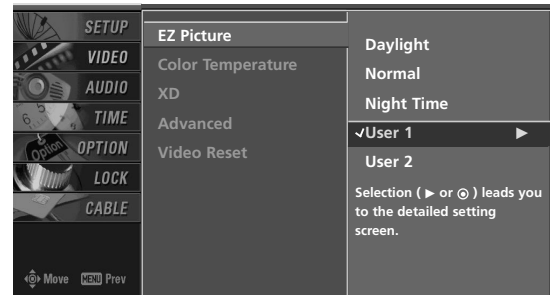 SETUP
VIDEO
AUDIO
TIME
OPTION
LOCK
CABLE
Move MENU Prev
EZ Picture
Color Temperature
XD
Advanced
Video Reset
Daylight
Normal
Night Time
✓User 1 ▶
User 2
Selection ( ▶ or ◉ ) leads you
to the detailed setting
screen.